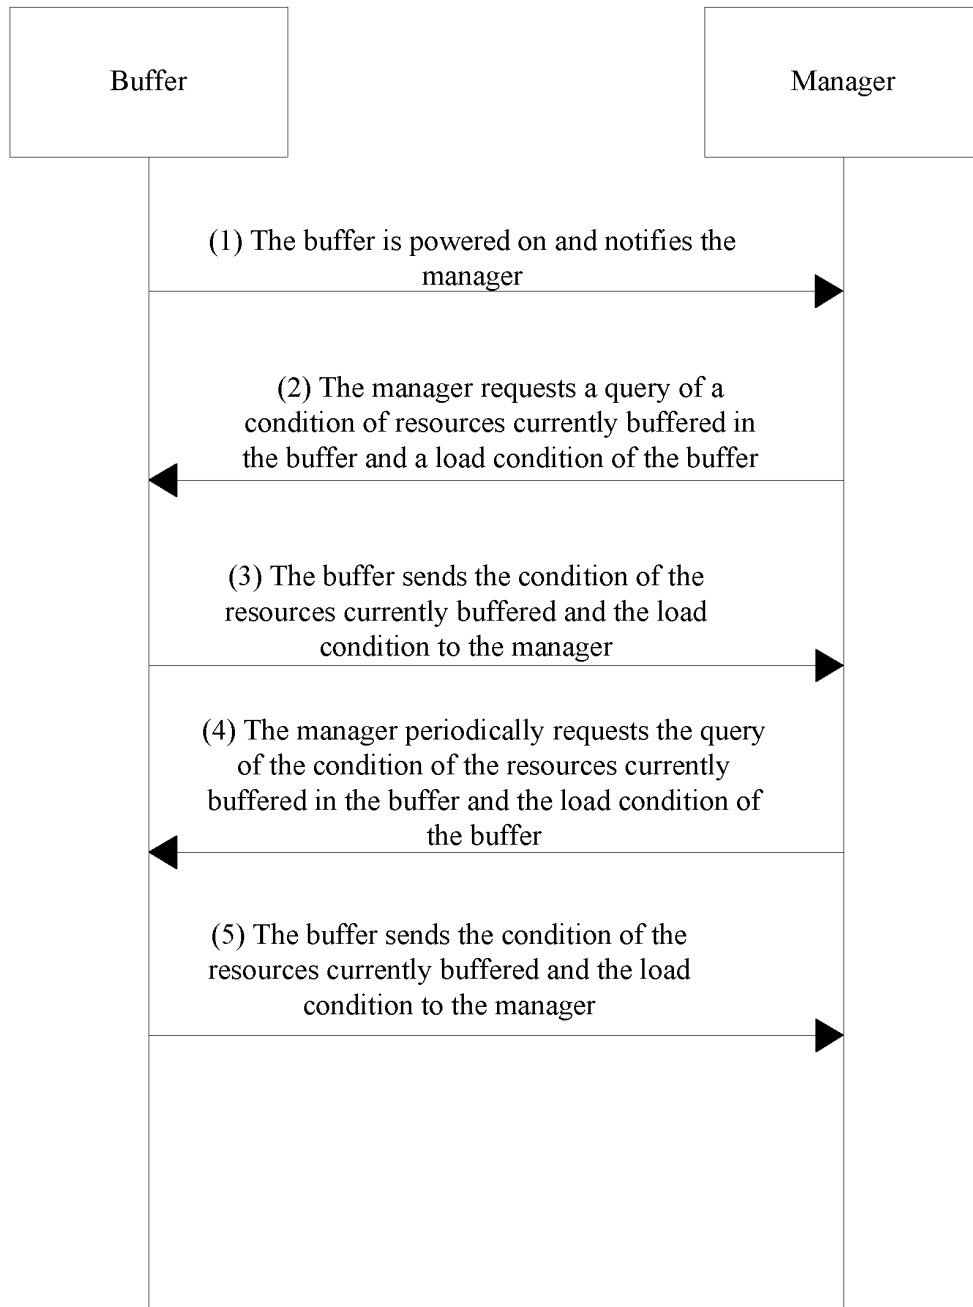 Buffer
Manager
(1) The buffer is powered on and notifies the
manager
(2) The manager requests a query of a
condition of resources currently buffered in
the buffer and a load condition of the buffer
(3) The buffer sends the condition of the
resources currently buffered and the load
condition to the manager
(4) The manager periodically requests the query
of the condition of the resources currently
buffered in the buffer and the load condition of
the buffer
(5) The buffer sends the condition of the
resources currently buffered and the load
condition to the manager